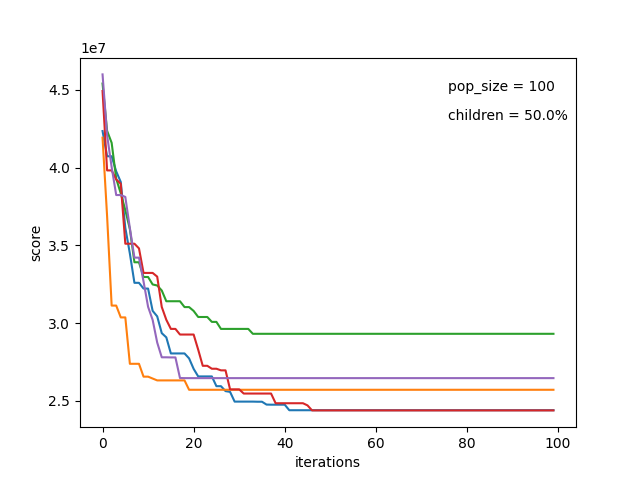 1e7
4.5
4.0
3.5
3.0
2.5
score
pop_size = 100
children = 50.0%
0 20 40 60 80 100
iterations